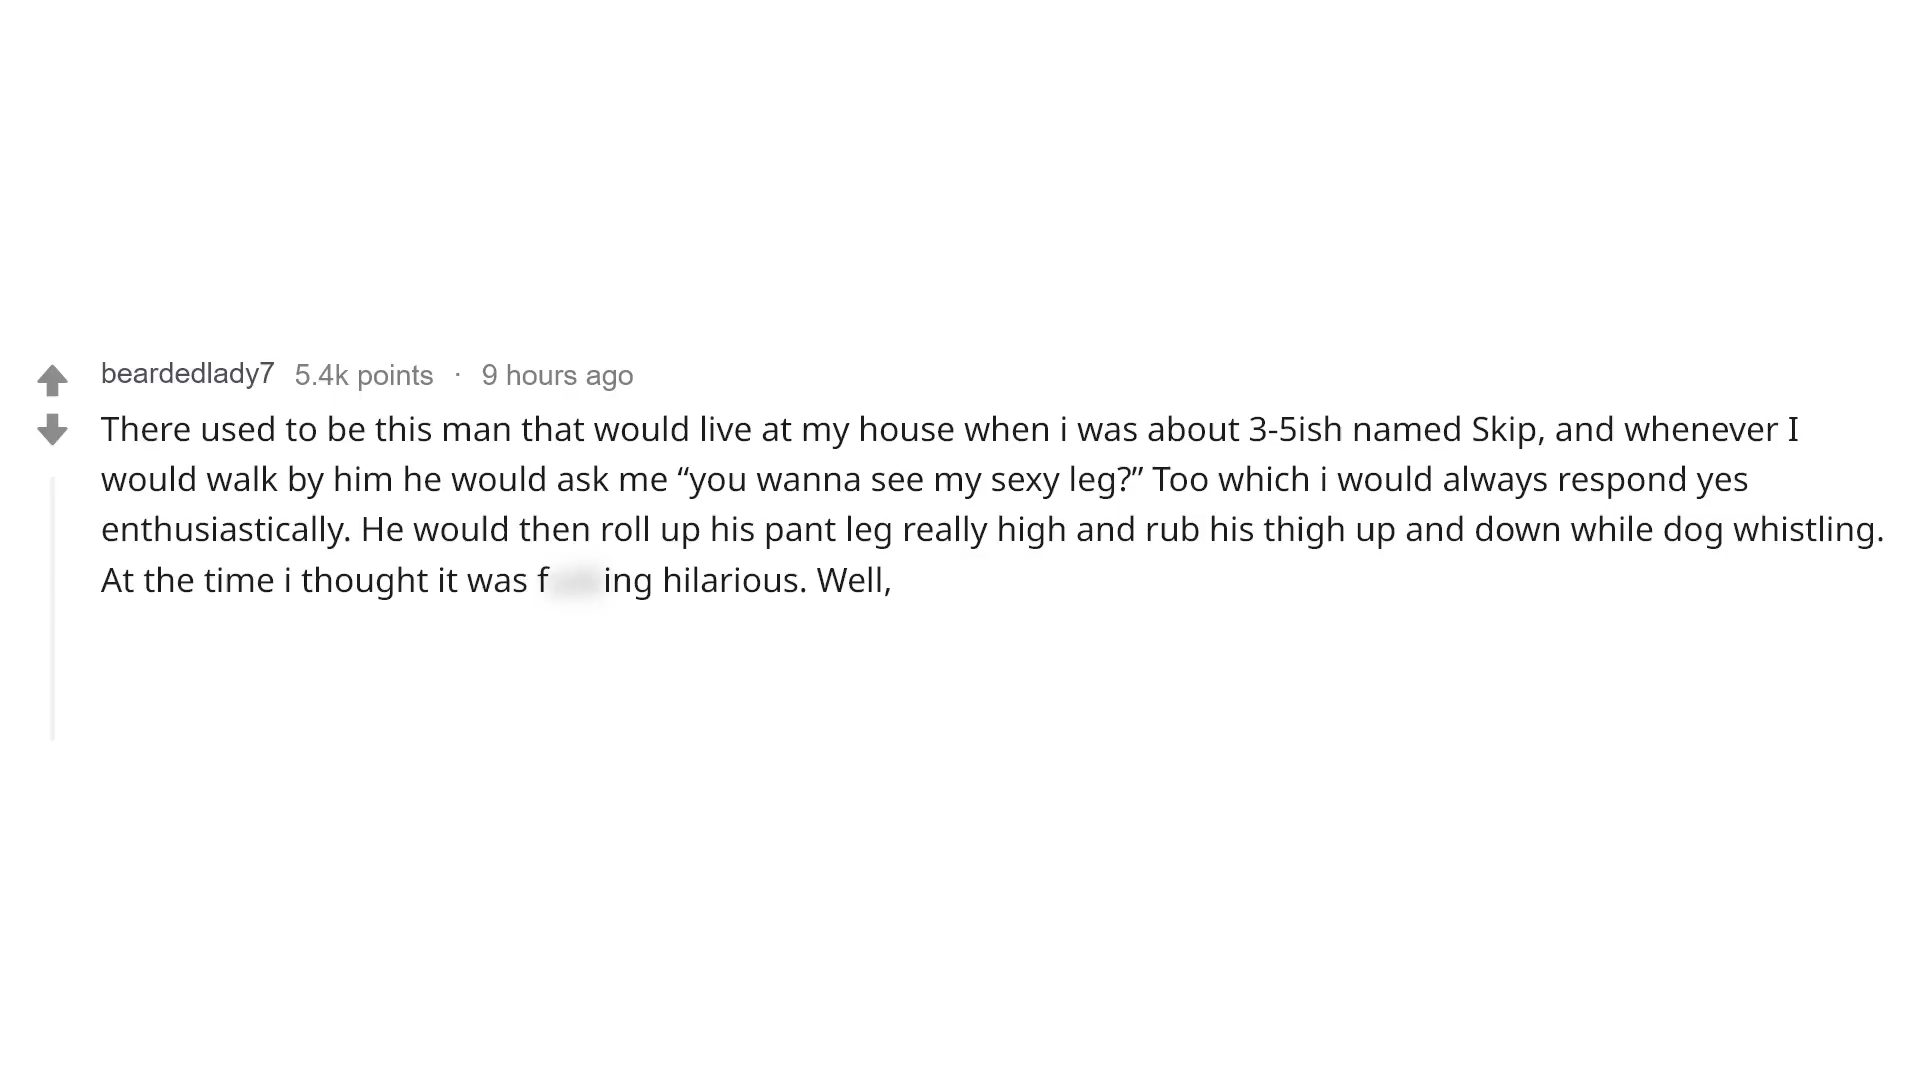 beardedlady7 5.4k points · 9 hours ago
There used to be this man that would live at my house when i was about 3-5ish named Skip, and whenever I
would walk by him he would ask me “you wanna see my sexy leg?” Too which i would always respond yes
enthusiastically. He would then roll up his pant leg really high and rub his thigh up and down while dog whistling.
At the time i thought it was f ing hilarious. Well,